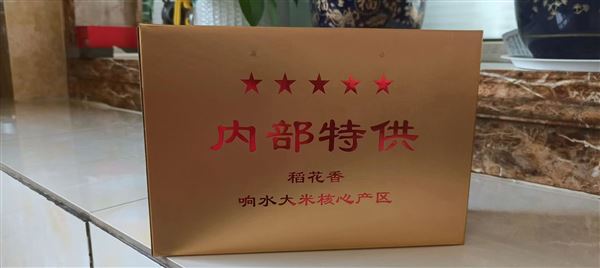 ★★★★★
内部特供
稻花香
响水大米核心产区